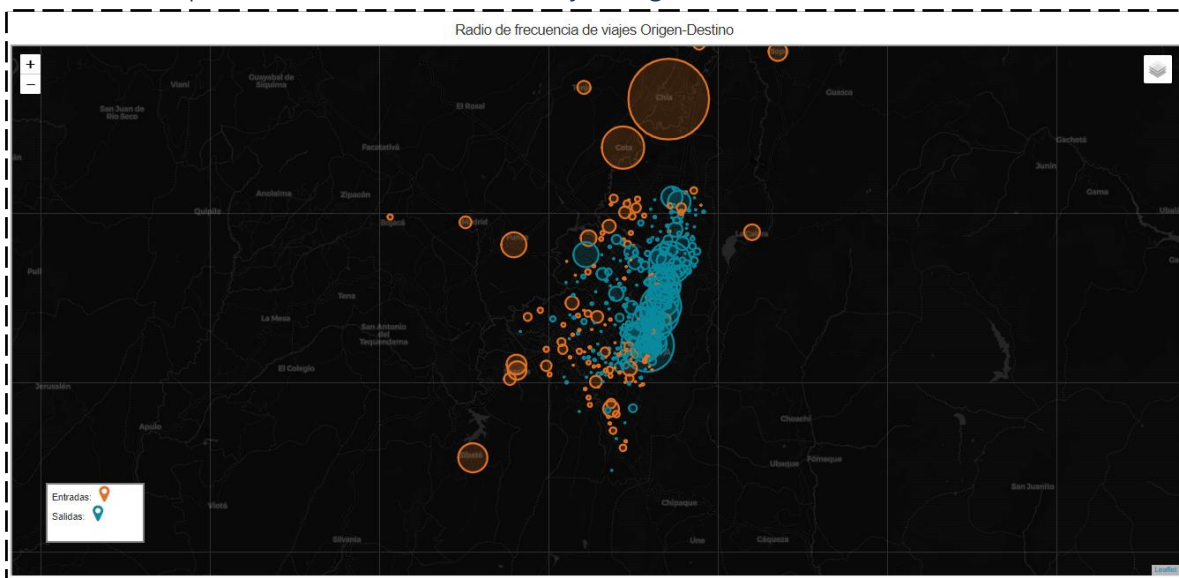 Radio de frecuencia de viajes Origen-Destino
+
−
Vianí
Guayabal de
Síquima
San Juan de
Río Seco
El Rosal
Chía
Guasca
Cota
Facatativá
Gachetá
Junín
Gama
Anolaima
Zipacón
Quipile
Bojacá
Madrid
Funza
La Calera
Pulí
Tena
La Mesa
San Antonio
del
Tequendama
El Colegio
Jerusalén
Apulo
Choachí
Sibaté
Ubaque
Fómeque
San Juanito
Entradas:
Salidas:
Viotá
Chipaque
Silvania
Une
Cáqueza
Leaflet